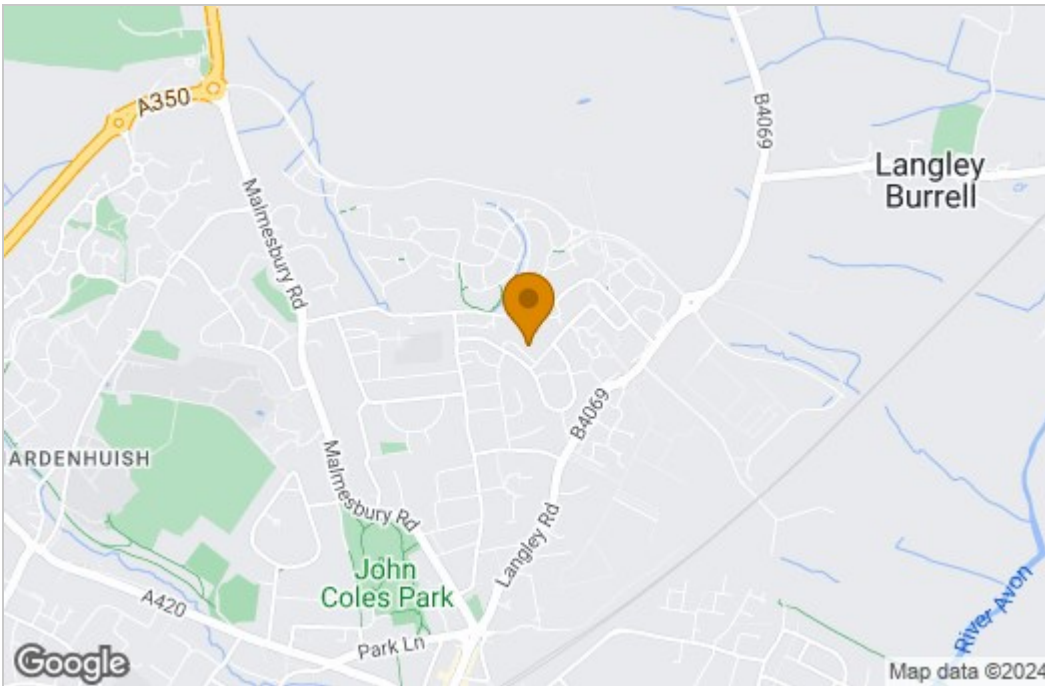 A350
B4069
Langley
Burrell
Malmesbury Rd
B4069
ARDENHUISH
Malmesbury Rd
Langley Rd
John
Coles Park
A420
Park Ln
River Avon
Google
Map data ©2024